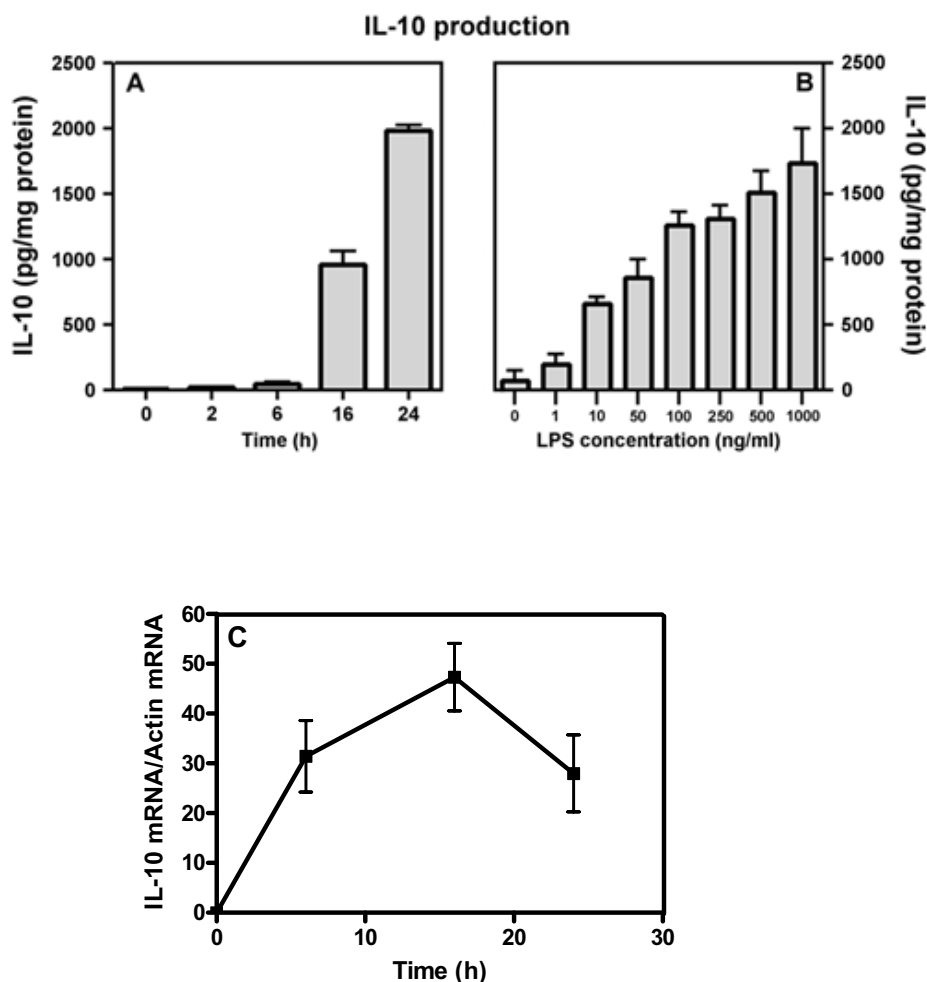 IL-10 production
A
IL-10 (pg/mg protein)
2500
2000
1500
1000
500
0
0 2 6 16 24
Time (h)
B
IL-10 (pg/mg protein)
2500
2000
1500
1000
500
0
0 1 10 50 100 250 500 1000
LPS concentration (ng/ml)
C
IL-10 mRNA/Actin mRNA
60
50
40
30
20
10
0
0 10 20 30
Time (h)